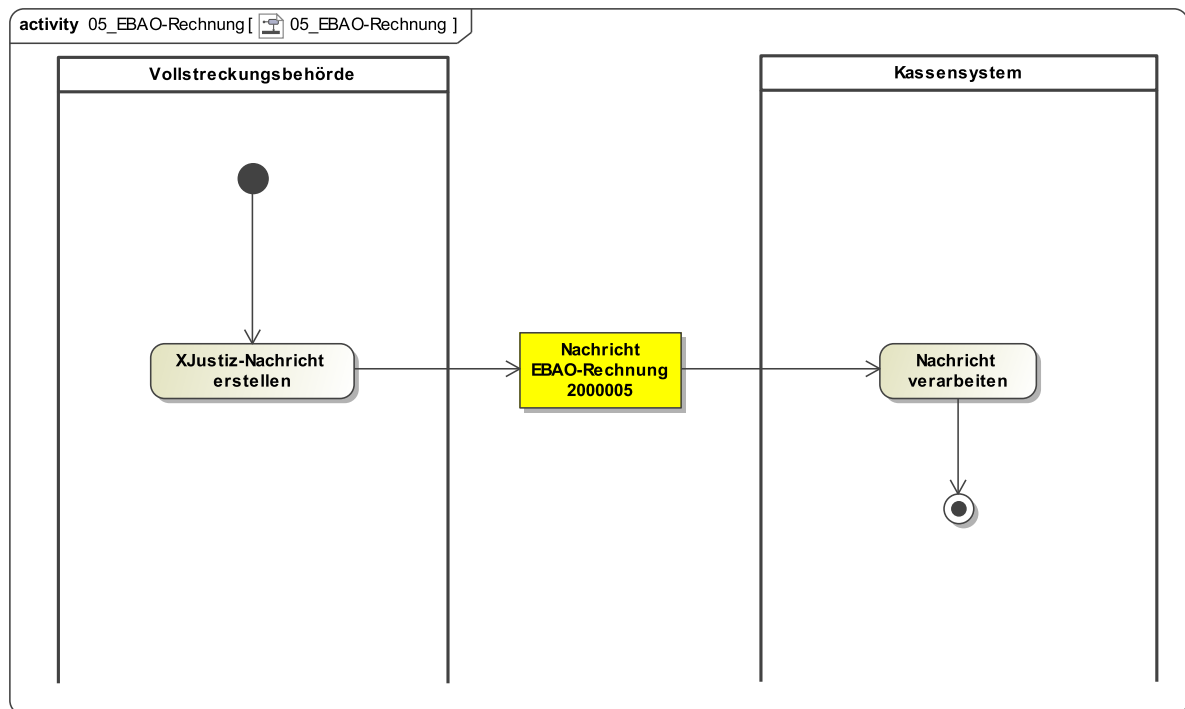 activity 05_EBAO-Rechnung [ 05_EBAO-Rechnung ]
Vollstreckungsbehörde
Kassensystem
XJustiz-Nachricht
erstellen
Nachricht
EBAO-Rechnung
2000005
Nachricht
verarbeiten